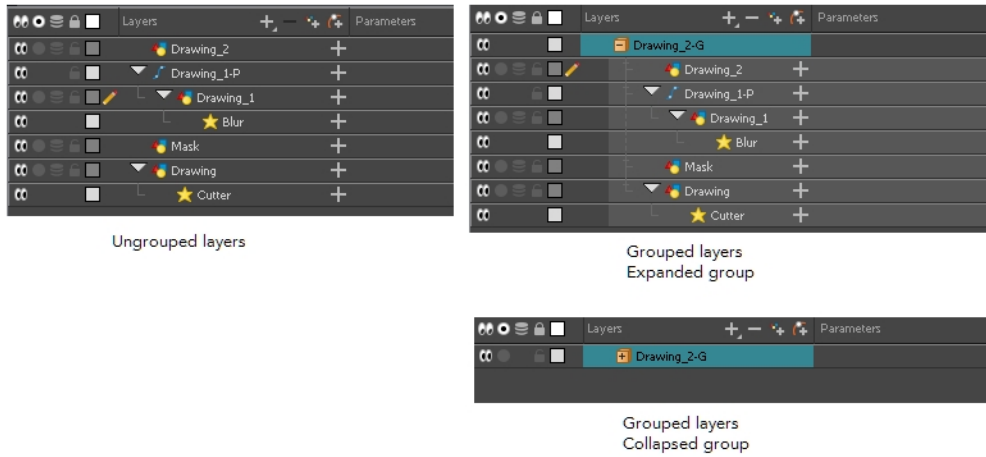 Layers Parameters
Drawing_2
Drawing_1-P
Drawing_1
Blur
Mask
Drawing
Cutter
Ungrouped layers
Layers Parameters
Drawing_2-G
Drawing_2
Drawing_1-P
Drawing_1
Blur
Mask
Drawing
Cutter
Grouped layers
Expanded group
Layers Parameters
Drawing_2-G
Grouped layers
Collapsed group